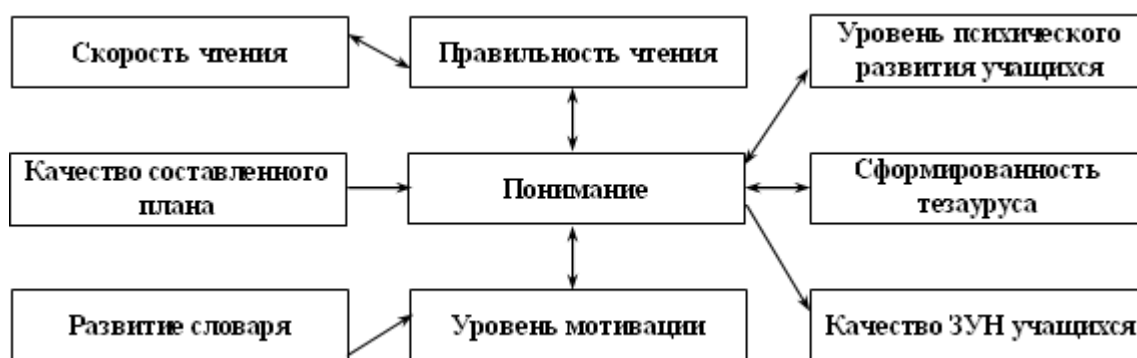 Скорость чтения
Правильность чтения
Уровень психического
развития учащихся
Качество составленного
плана
Понимание
Сформированность
тезауруса
Развитие словаря
Уровень мотивации
Качество ЗУН учащихся